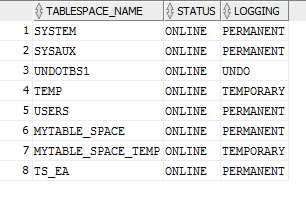 TABLESPACE_NAME STATUS LOGGING
1 SYSTEM ONLINE PERMANENT
2 SYSAUX ONLINE PERMANENT
3 UNDOTBS1 ONLINE UNDO
4 TEMP ONLINE TEMPORARY
5 USERS ONLINE PERMANENT
6 MYTABLE_SPACE ONLINE PERMANENT
7 MYTABLE_SPACE_TEMP ONLINE TEMPORARY
8 TS_EA ONLINE PERMANENT